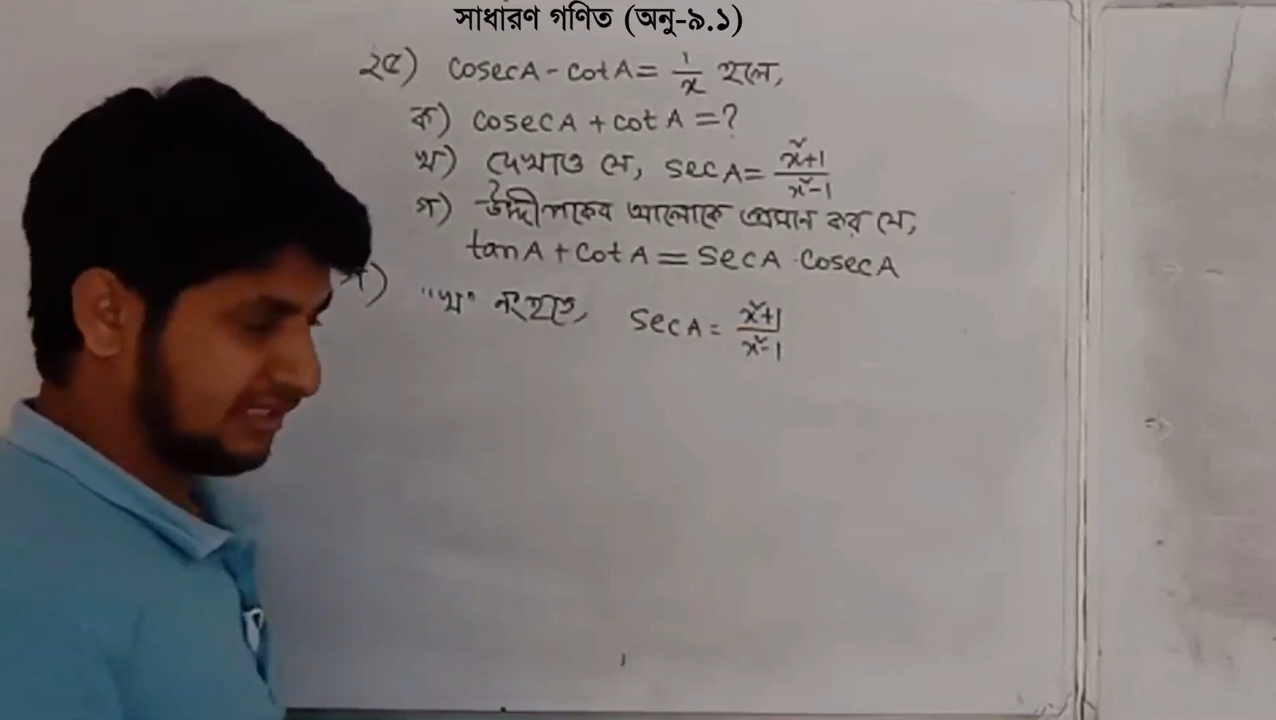 সাধারণ গণিত (অনু-৯.১)
২৫) cosecA - cotA = 1/x হলে,
ক) cosecA + cotA = ?
খ) দেখাও যে, secA = x²+1/x²-1
গ) উদ্দীপকের আলোকে প্রমান কর যে,
tanA + cotA = secA · cosecA
গ) "খ" নং হতে, secA = x²+1/x²-1